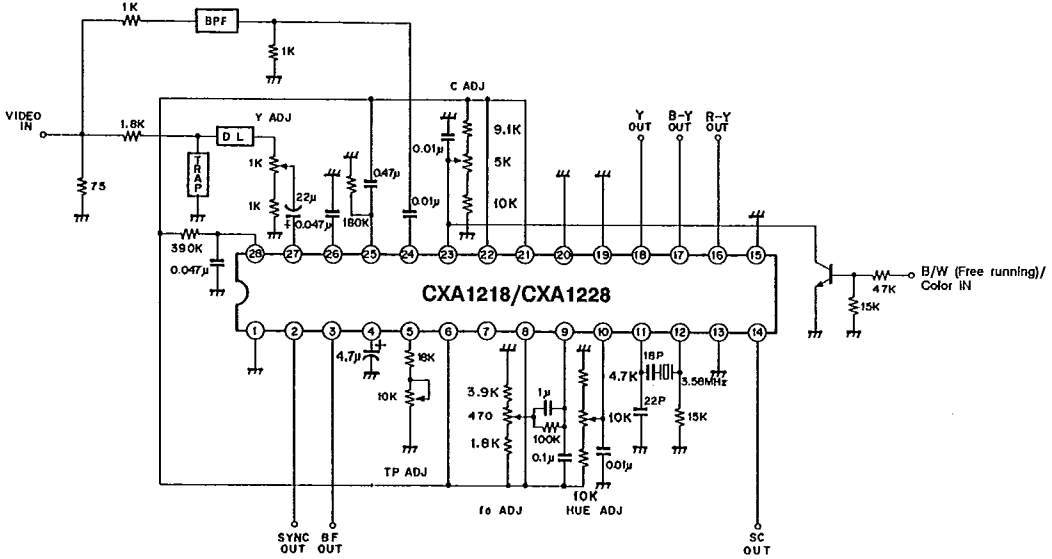 1K
BPF
1K
C ADJ
VIDEO
IN
1.8K
DL
Y ADJ
TRAP
75
1K
1K
22μ
+
0.047μ
180K
0.47μ
0.01μ
0.01μ
9.1K
5K
10K
Y
OUT
B-Y
OUT
R-Y
OUT
390K
0.047μ
28
27
26
25
24
23
22
21
20
19
18
17
16
15
CXA1218/CXA1228
B/W (Free running)/
Color IN
47K
15K
1
2
3
4
5
6
7
8
9
10
11
12
13
14
4.7μ
+
18K
10K
3.9K
470
1.8K
1μ
100K
0.1μ
4.7K
10K
10K
0.01μ
18P
22P
3.58MHz
15K
TP ADJ
fo ADJ
HUE ADJ
SYNC
OUT
BF
OUT
SC
OUT